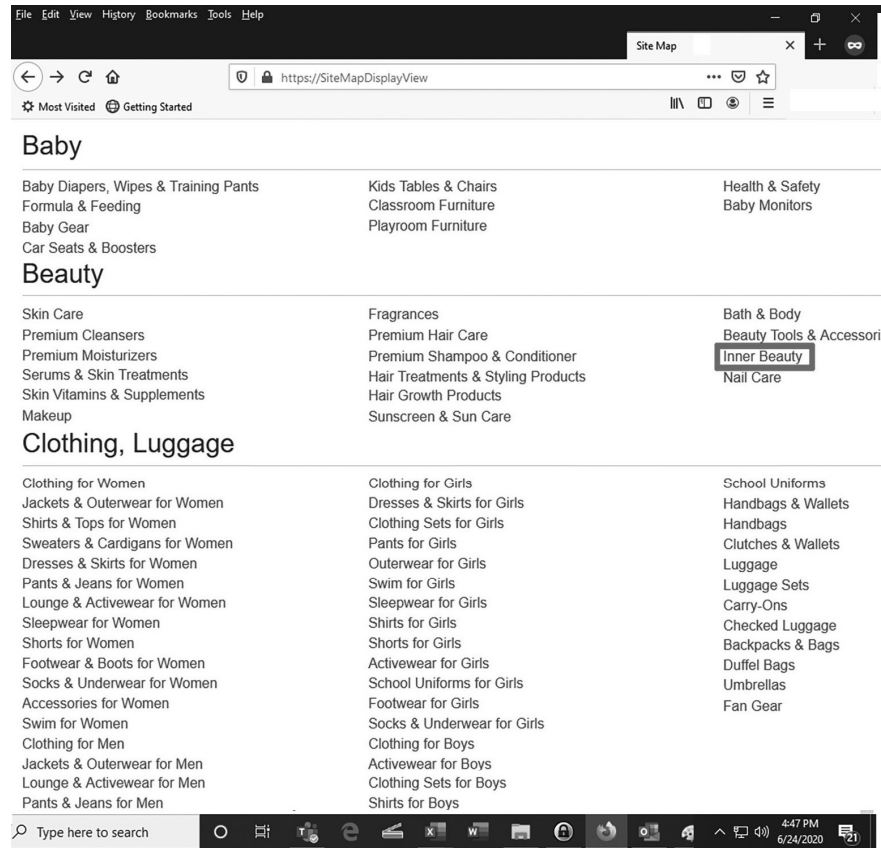 File Edit View History Bookmarks Tools Help
Site Map
https://SiteMapDisplayView
Most Visited Getting Started
Baby
Baby Diapers, Wipes & Training Pants
Formula & Feeding
Baby Gear
Car Seats & Boosters
Kids Tables & Chairs
Classroom Furniture
Playroom Furniture
Health & Safety
Baby Monitors
Beauty
Skin Care
Premium Cleansers
Premium Moisturizers
Serums & Skin Treatments
Skin Vitamins & Supplements
Makeup
Fragrances
Premium Hair Care
Premium Shampoo & Conditioner
Hair Treatments & Styling Products
Hair Growth Products
Sunscreen & Sun Care
Bath & Body
Beauty Tools & Accessori
Inner Beauty
Nail Care
Clothing, Luggage
Clothing for Women
Jackets & Outerwear for Women
Shirts & Tops for Women
Sweaters & Cardigans for Women
Dresses & Skirts for Women
Pants & Jeans for Women
Lounge & Activewear for Women
Sleepwear for Women
Shorts for Women
Footwear & Boots for Women
Socks & Underwear for Women
Accessories for Women
Swim for Women
Clothing for Men
Jackets & Outerwear for Men
Lounge & Activewear for Men
Pants & Jeans for Men
Clothing for Girls
Dresses & Skirts for Girls
Clothing Sets for Girls
Pants for Girls
Outerwear for Girls
Swim for Girls
Sleepwear for Girls
Shirts for Girls
Shorts for Girls
Activewear for Girls
School Uniforms for Girls
Footwear for Girls
Socks & Underwear for Girls
Clothing for Boys
Activewear for Boys
Clothing Sets for Boys
Shirts for Boys
School Uniforms
Handbags & Wallets
Handbags
Clutches & Wallets
Luggage
Luggage Sets
Carry-Ons
Checked Luggage
Backpacks & Bags
Duffel Bags
Umbrellas
Fan Gear
Type here to search
4:47 PM
6/24/2020
21